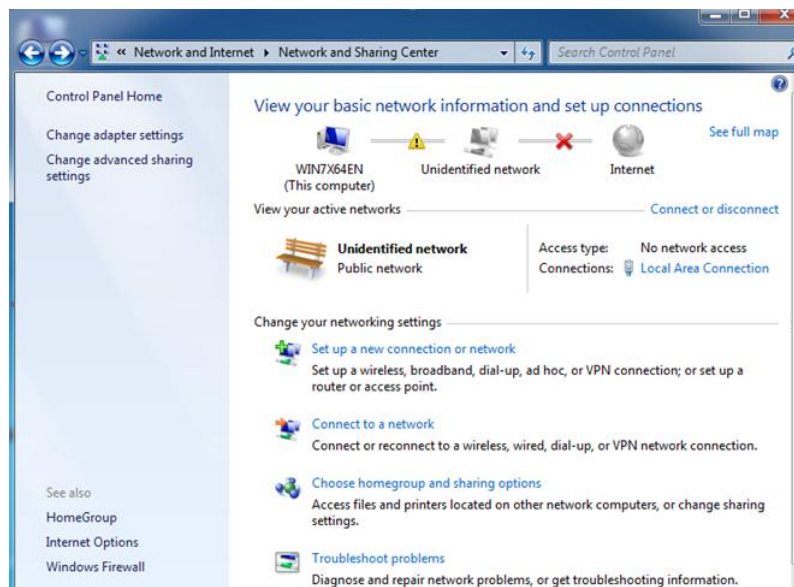 « Network and Internet ▸ Network and Sharing Center
Search Control Panel
Control Panel Home
Change adapter settings
Change advanced sharing
settings
See also
HomeGroup
Internet Options
Windows Firewall
View your basic network information and set up connections
See full map
WIN7X64EN
(This computer)
Unidentified network
Internet
View your active networks
Connect or disconnect
Unidentified network
Public network
Access type: No network access
Connections: Local Area Connection
Change your networking settings
Set up a new connection or network
Set up a wireless, broadband, dial-up, ad hoc, or VPN connection; or set up a
router or access point.
Connect to a network
Connect or reconnect to a wireless, wired, dial-up, or VPN network connection.
Choose homegroup and sharing options
Access files and printers located on other network computers, or change sharing
settings.
Troubleshoot problems
Diagnose and repair network problems, or get troubleshooting information.